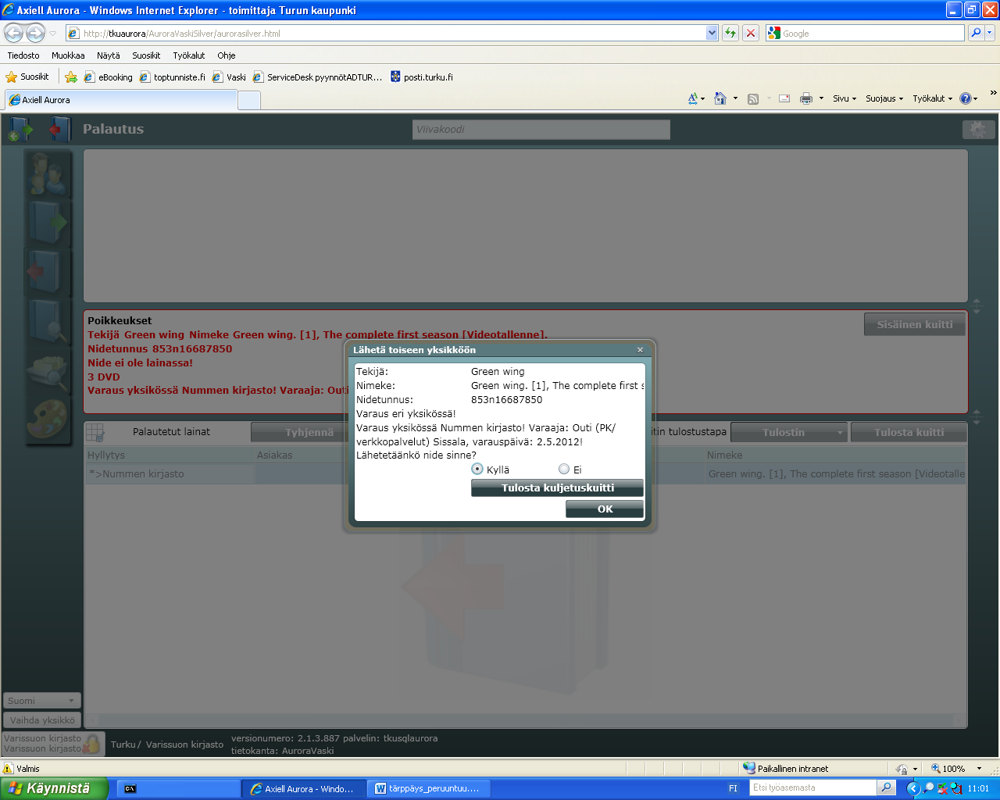 Axiell Aurora - Windows Internet Explorer - toimittaja Turun kaupunki
http://tkuaurora/AuroraVaskiSilver/aurorasilver.html
Google
Tiedosto Muokkaa Näytä Suosikit Työkalut Ohje
Suosikit eBooking toptunniste.fi Vaski ServiceDesk pyynnötADTUR... posti.turku.fi
Axiell Aurora
Sivu Suojaus Työkalut »
Palautus
Viivakoodi
Poikkeukset
Sisäinen kuitti
Tekijä Green wing Nimeke Green wing. [1], The complete first season [Videotallenne].
Nidetunnus 853n16687850
Nide ei ole lainassa!
3 DVD
Varaus yksikössä Nummen kirjasto! Varaaja: Outi
Lähetä toiseen yksikköön
Tekijä: Green wing
Nimeke: Green wing. [1], The complete first s
Nidetunnus: 853n16687850
Varaus eri yksikössä!
Varaus yksikössä Nummen kirjasto! Varaaja: Outi (PK/
verkkopalvelut) Sissala, varauspäivä: 2.5.2012!
Lähetetäänkö nide sinne?
Kyllä Ei
Tulosta kuljetuskuitti
OK
Palautetut lainat Tyhjennä itin tulostustapa Tulostin Tulosta kuitti
Hyllytys Asiakas Nimeke
*>Nummen kirjasto Green wing. [1], The complete first season [Videotalle
Suomi
Vaihda yksikkö
Varissuon kirjasto
Varissuon kirjasto
Turku / Varissuon kirjasto
versionumero: 2.1.3.887 palvelin: tkusqlaurora
tietokanta: AuroraVaski
Valmis
Paikallinen intranet
100%
Käynnistä
C:\
Axiell Aurora - Windo...
tärppäys_peruuntuu....
FI
Etsi työasemasta
11:01